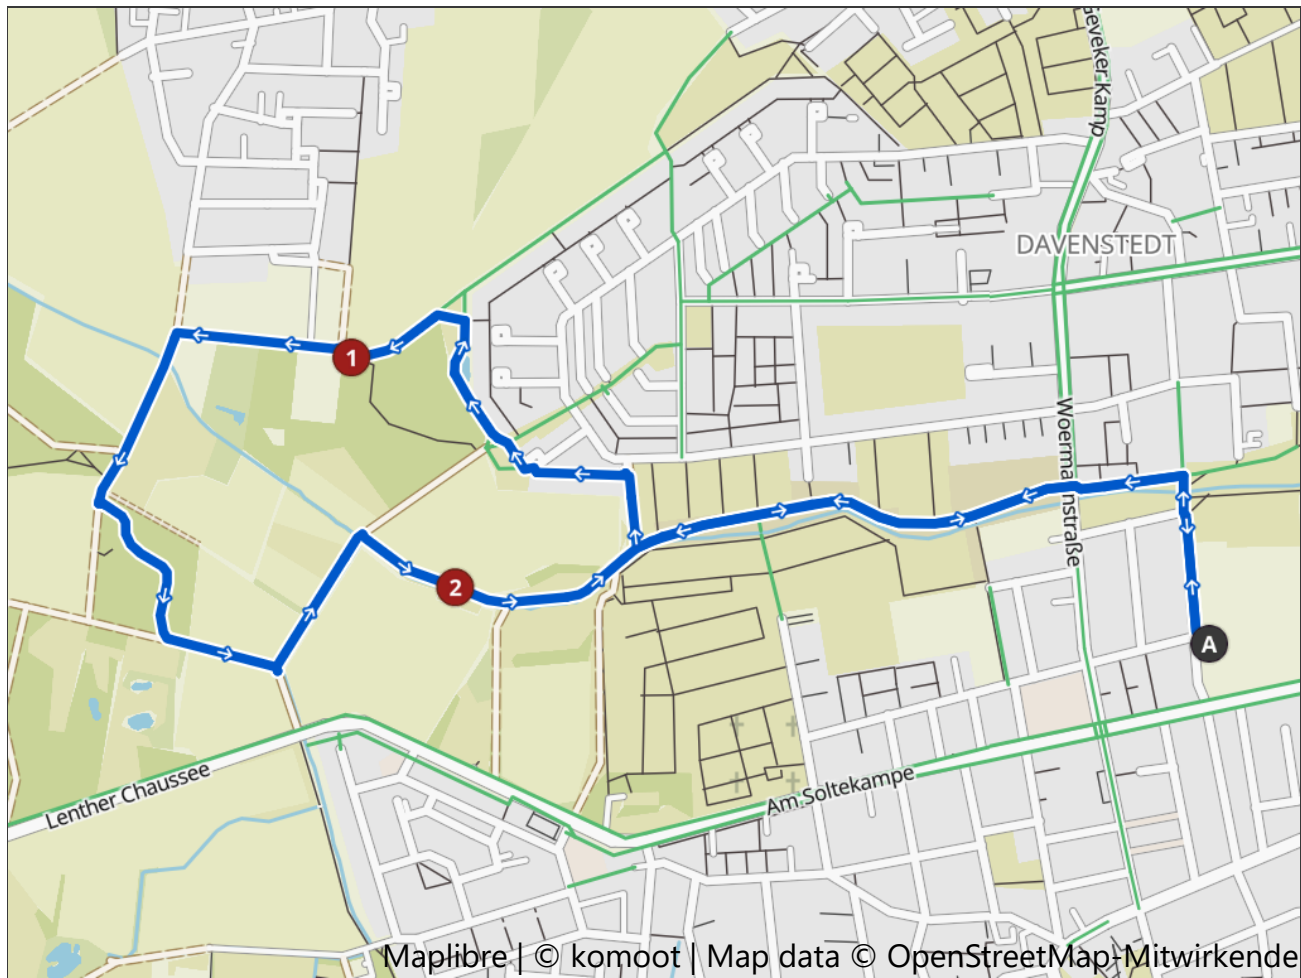 Geveker Kamp
DAVENSTEDT
1
Woermannstraße
2
A
Lenther Chaussee
Am Soltekampe
Maplibre | © komoot | Map data © OpenStreetMap-Mitwirkende